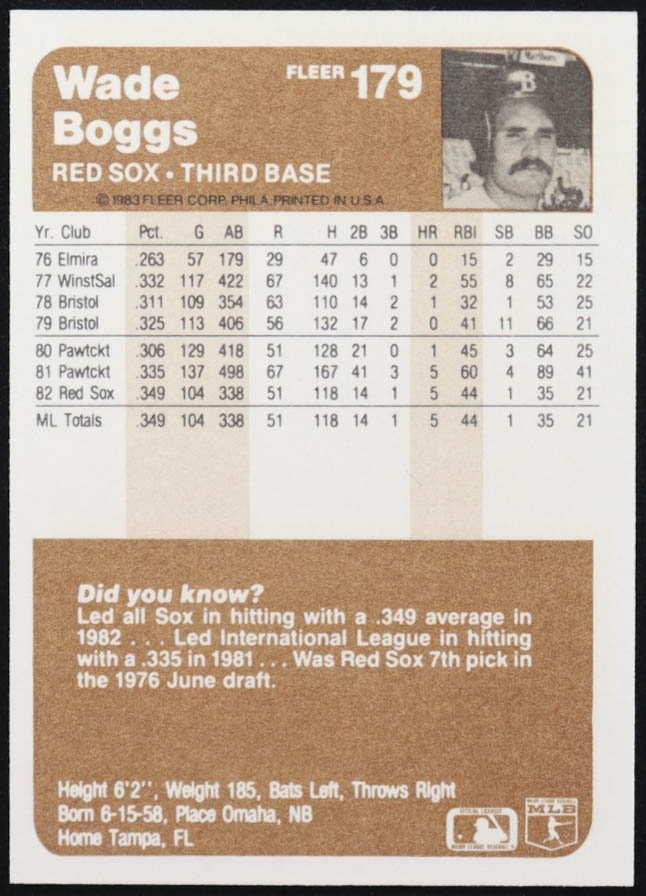 Wade
Boggs
FLEER 179
RED SOX • THIRD BASE
© 1983 FLEER CORP. PHILA. PRINTED IN U.S.A.
Marlboro
B
Yr. Club Pct. G AB R H 2B 3B HR RBI SB BB SO
76 Elmira .263 57 179 29 47 6 0 0 15 2 29 15
77 WinstSal .332 117 422 67 140 13 1 2 55 8 65 22
78 Bristol .311 109 354 63 110 14 2 1 32 1 53 25
79 Bristol .325 113 406 56 132 17 2 0 41 11 66 21
80 Pawtckt .306 129 418 51 128 21 0 1 45 3 64 25
81 Pawtckt .335 137 498 67 167 41 3 5 60 4 89 41
82 Red Sox .349 104 338 51 118 14 1 5 44 1 35 21
ML Totals .349 104 338 51 118 14 1 5 44 1 35 21
Did you know?
Led all Sox in hitting with a .349 average in
1982 . . . Led International League in hitting
with a .335 in 1981 . . . Was Red Sox 7th pick in
the 1976 June draft.
Height 6'2'', Weight 185, Bats Left, Throws Right
Born 6-15-58, Place Omaha, NB
Home Tampa, FL
OFFICIAL LICENSEE
MAJOR LEAGUE BASEBALL
MLB